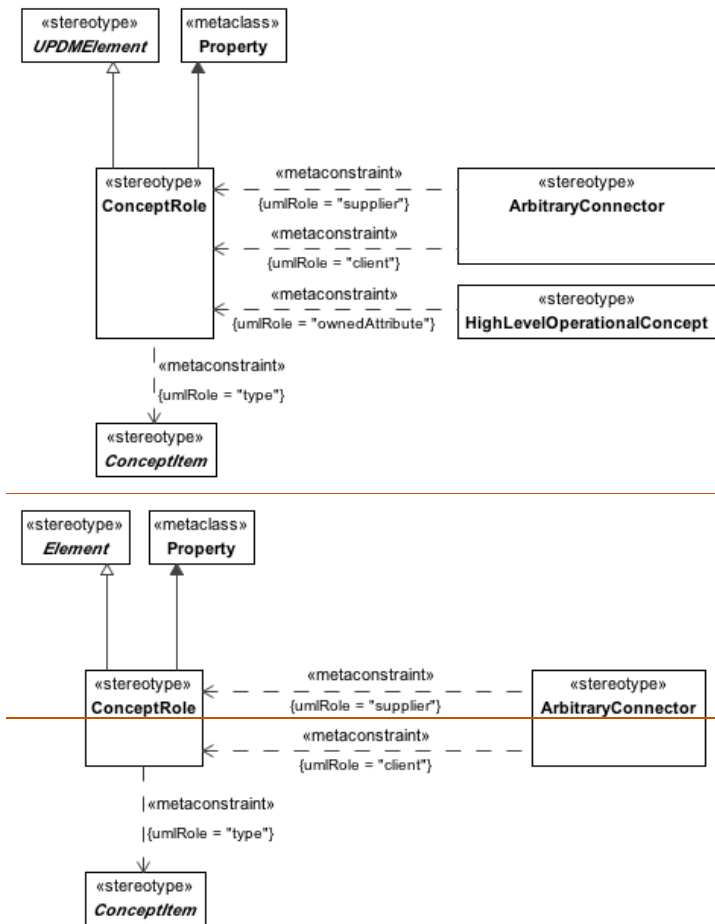 «stereotype»
UPDMElement
«metaclass»
Property
«stereotype»
ConceptRole
«metaconstraint»
{umlRole = "supplier"}
«stereotype»
ArbitraryConnector
«metaconstraint»
{umlRole = "client"}
«metaconstraint»
{umlRole = "ownedAttribute"}
«stereotype»
HighLevelOperationalConcept
«metaconstraint»
{umlRole = "type"}
«stereotype»
ConceptItem
«stereotype»
Element
«metaclass»
Property
«stereotype»
ConceptRole
«metaconstraint»
{umlRole = "supplier"}
«stereotype»
ArbitraryConnector
«metaconstraint»
{umlRole = "client"}
«metaconstraint»
{umlRole = "type"}
«stereotype»
ConceptItem